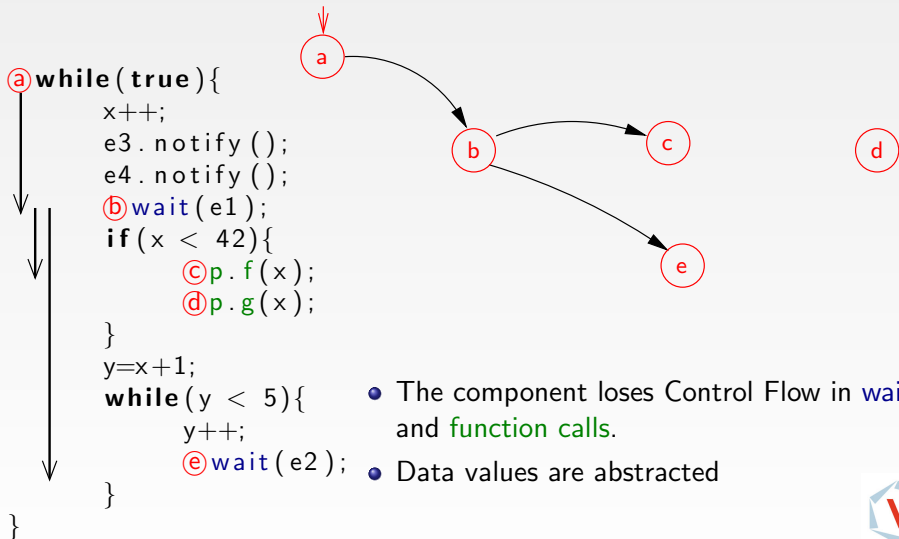 a while(true){
x++;
e3.notify();
e4.notify();
b wait(e1);
if(x < 42){
c p.f(x);
d p.g(x);
}
y=x+1;
while(y < 5){
y++;
e wait(e2);
}
}
a
b
c
d
e
• The component loses Control Flow in wai
and function calls.
• Data values are abstracted